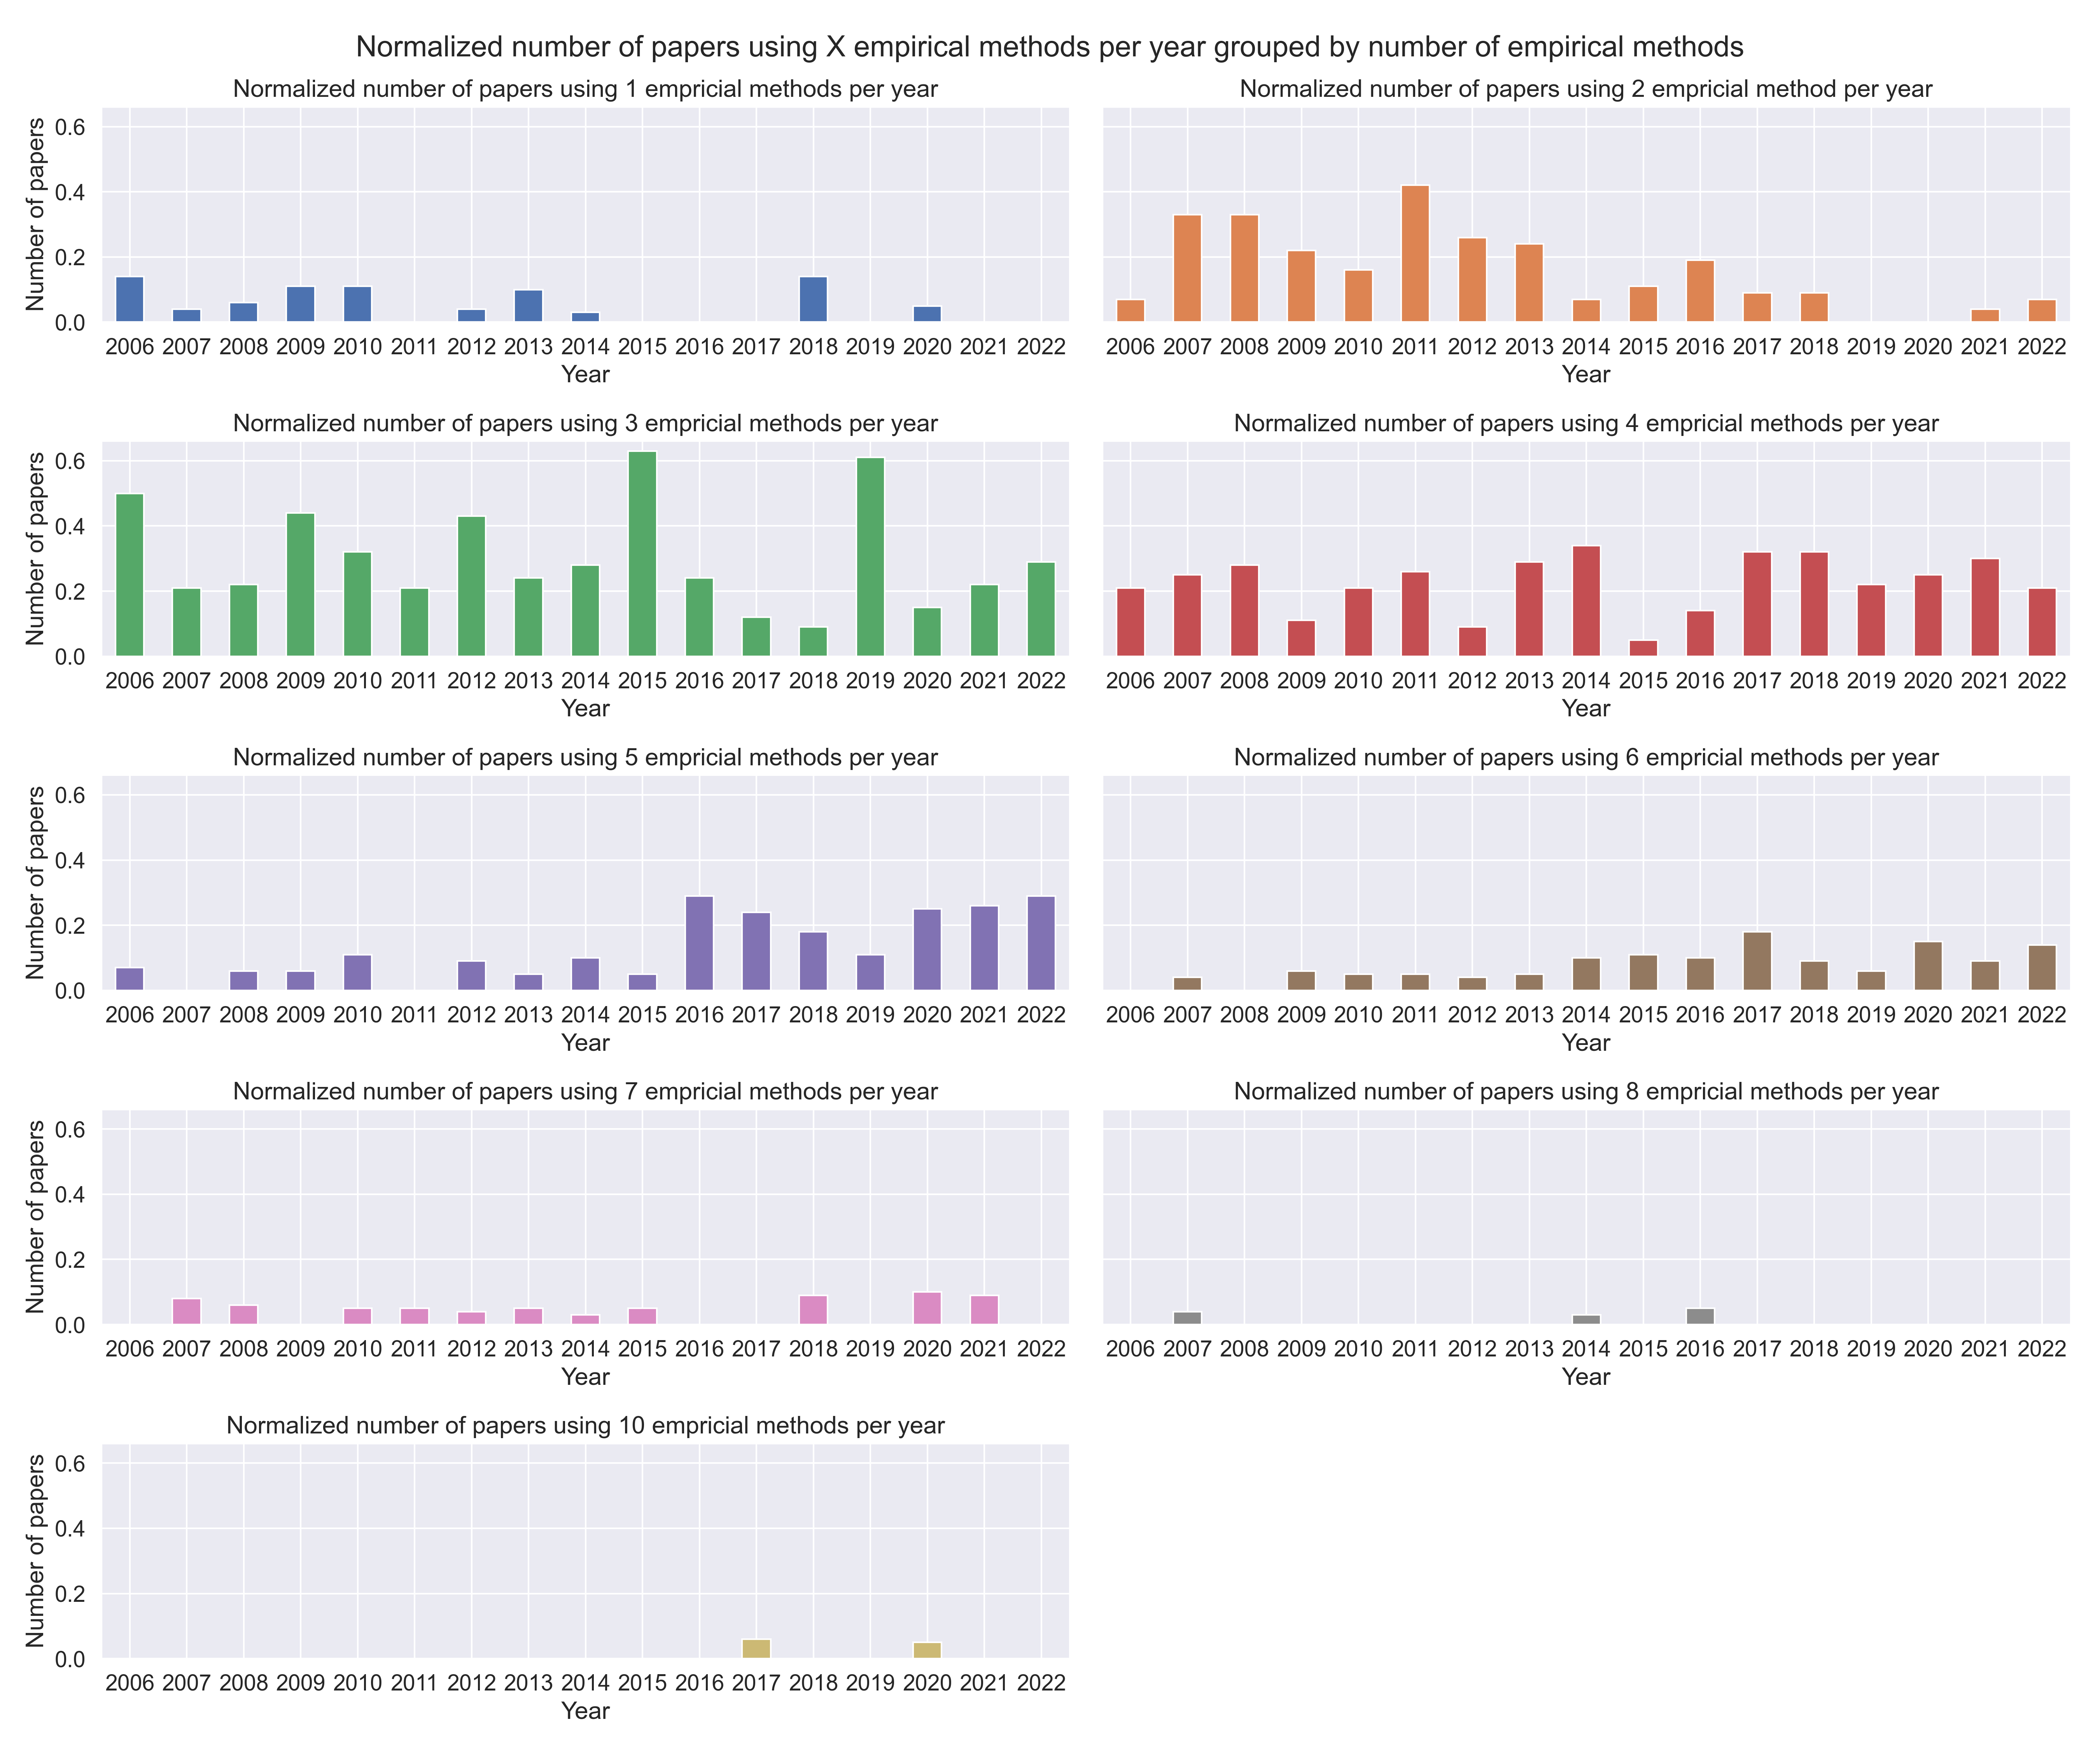 Normalized number of papers using X empirical methods per year grouped by number of empirical methods
Normalized number of papers using 1 empricial methods per year
Number of papers
0.6
0.4
0.2
0.0
2006 2007 2008 2009 2010 2011 2012 2013 2014 2015 2016 2017 2018 2019 2020 2021 2022
Year
Normalized number of papers using 2 empricial method per year
2006 2007 2008 2009 2010 2011 2012 2013 2014 2015 2016 2017 2018 2019 2020 2021 2022
Year
Normalized number of papers using 3 empricial methods per year
Number of papers
0.6
0.4
0.2
0.0
2006 2007 2008 2009 2010 2011 2012 2013 2014 2015 2016 2017 2018 2019 2020 2021 2022
Year
Normalized number of papers using 4 empricial methods per year
2006 2007 2008 2009 2010 2011 2012 2013 2014 2015 2016 2017 2018 2019 2020 2021 2022
Year
Normalized number of papers using 5 empricial methods per year
Number of papers
0.6
0.4
0.2
0.0
2006 2007 2008 2009 2010 2011 2012 2013 2014 2015 2016 2017 2018 2019 2020 2021 2022
Year
Normalized number of papers using 6 empricial methods per year
2006 2007 2008 2009 2010 2011 2012 2013 2014 2015 2016 2017 2018 2019 2020 2021 2022
Year
Normalized number of papers using 7 empricial methods per year
Number of papers
0.6
0.4
0.2
0.0
2006 2007 2008 2009 2010 2011 2012 2013 2014 2015 2016 2017 2018 2019 2020 2021 2022
Year
Normalized number of papers using 8 empricial methods per year
2006 2007 2008 2009 2010 2011 2012 2013 2014 2015 2016 2017 2018 2019 2020 2021 2022
Year
Normalized number of papers using 10 empricial methods per year
Number of papers
0.6
0.4
0.2
0.0
2006 2007 2008 2009 2010 2011 2012 2013 2014 2015 2016 2017 2018 2019 2020 2021 2022
Year